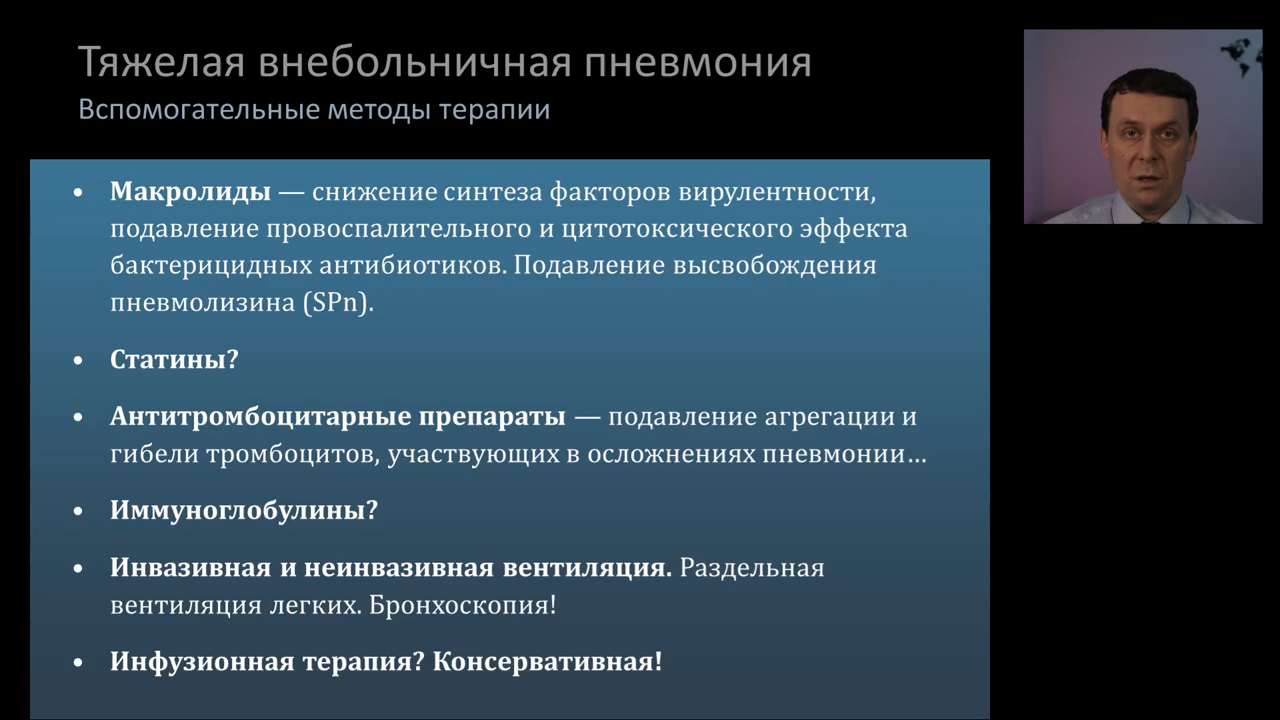 Тяжелая внебольничная пневмония
Вспомогательные методы терапии
• Макролиды — снижение синтеза факторов вирулентности,
подавление провоспалительного и цитотоксического эффекта
бактерицидных антибиотиков. Подавление высвобождения
пневмолизина (SPn).
• Статины?
• Антитромбоцитарные препараты — подавление агрегации и
гибели тромбоцитов, участвующих в осложнениях пневмонии…
• Иммуноглобулины?
• Инвазивная и неинвазивная вентиляция. Раздельная
вентиляция легких. Бронхоскопия!
• Инфузионная терапия? Консервативная!